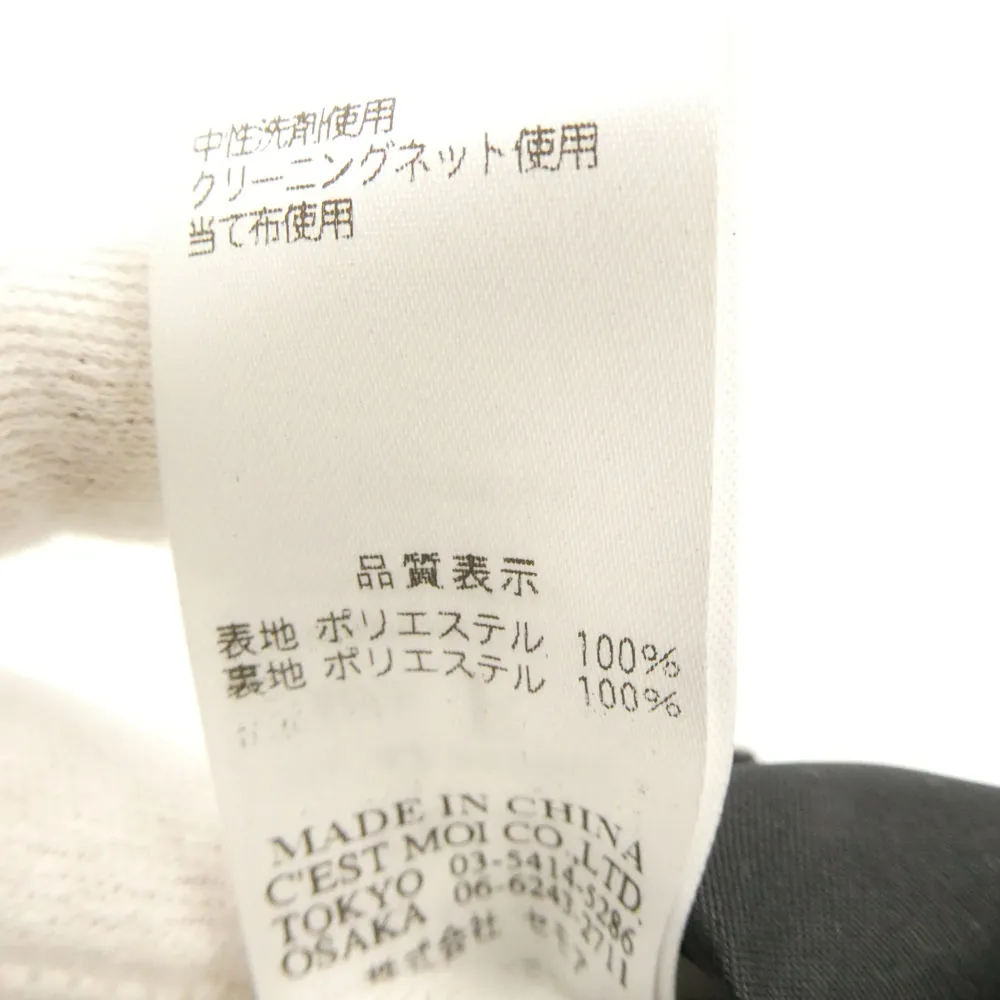 中性洗剤使用
クリーニングネット使用
当て布使用
品質表示
表地 ポリエステル 100%
裏地 ポリエステル 100%
MADE IN CHINA
C'EST MOI CO.,LTD.
TOKYO 03-5414-5286
OSAKA 06-6243-2711
株式会社 セモア